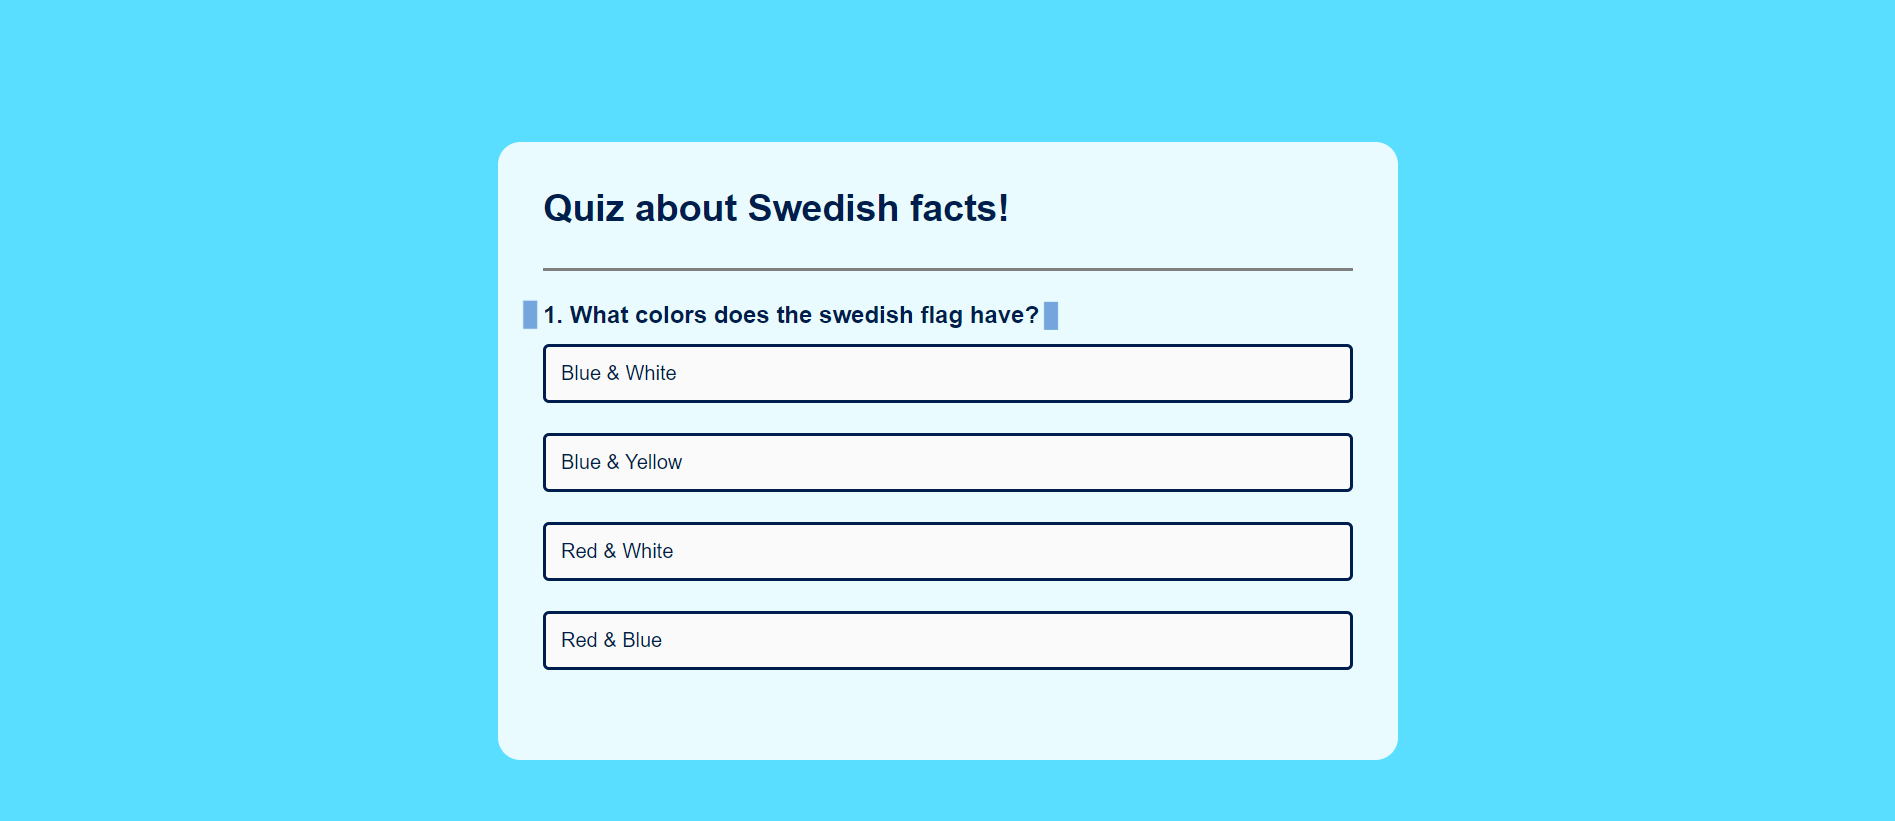 Quiz about Swedish facts!
1. What colors does the swedish flag have?
Blue & White
Blue & Yellow
Red & White
Red & Blue